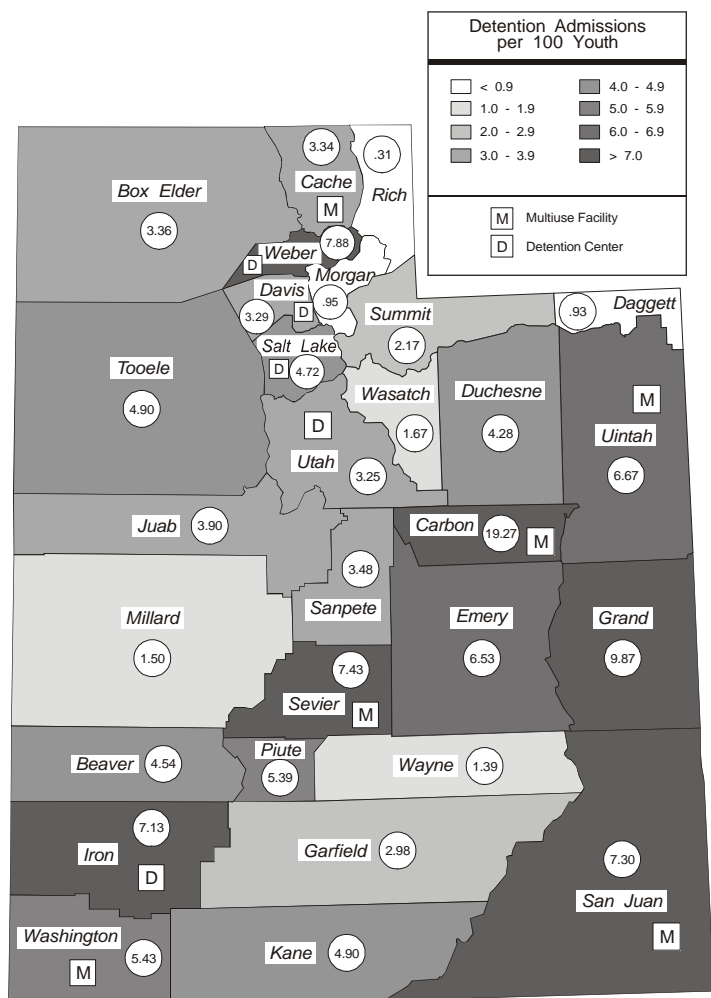 Detention Admissions
per 100 Youth
< 0.9
1.0 - 1.9
2.0 - 2.9
3.0 - 3.9
4.0 - 4.9
5.0 - 5.9
6.0 - 6.9
> 7.0
M Multiuse Facility
D Detention Center
3.34
Cache
M
.31
Rich
Box Elder
3.36
7.88
Weber
D
Morgan
.95
Davis
3.29
D
Summit
2.17
.93
Daggett
Salt Lake
D
4.72
Tooele
4.90
Wasatch
1.67
Duchesne
4.28
M
Uintah
6.67
D
Utah
3.25
Juab
3.90
Carbon
19.27
M
3.48
Sanpete
Millard
1.50
Emery
6.53
Grand
9.87
7.43
Sevier
M
Beaver
4.54
Piute
5.39
Wayne
1.39
7.13
Iron
D
Garfield
2.98
7.30
San Juan
M
Washington
5.43
M
Kane
4.90